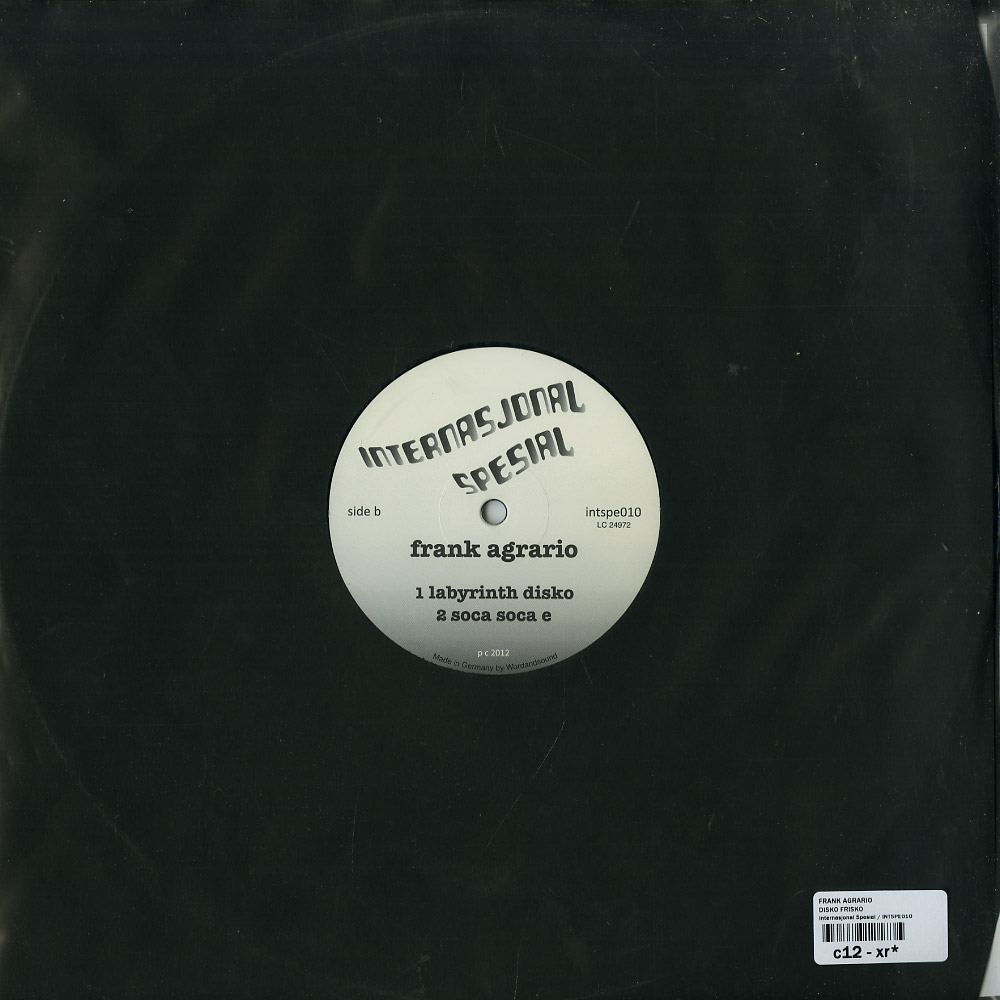 INTERNASJONAL
SPESIAL
side b
intspe010
LC 24972
frank agrario
1 labyrinth disko
2 soca soca e
p c 2012
Made in Germany by Wordandsound
FRANK AGRARIO
DISKO FRISKO
Internasjonal Spesial / INTSPE010
c12 - xr*